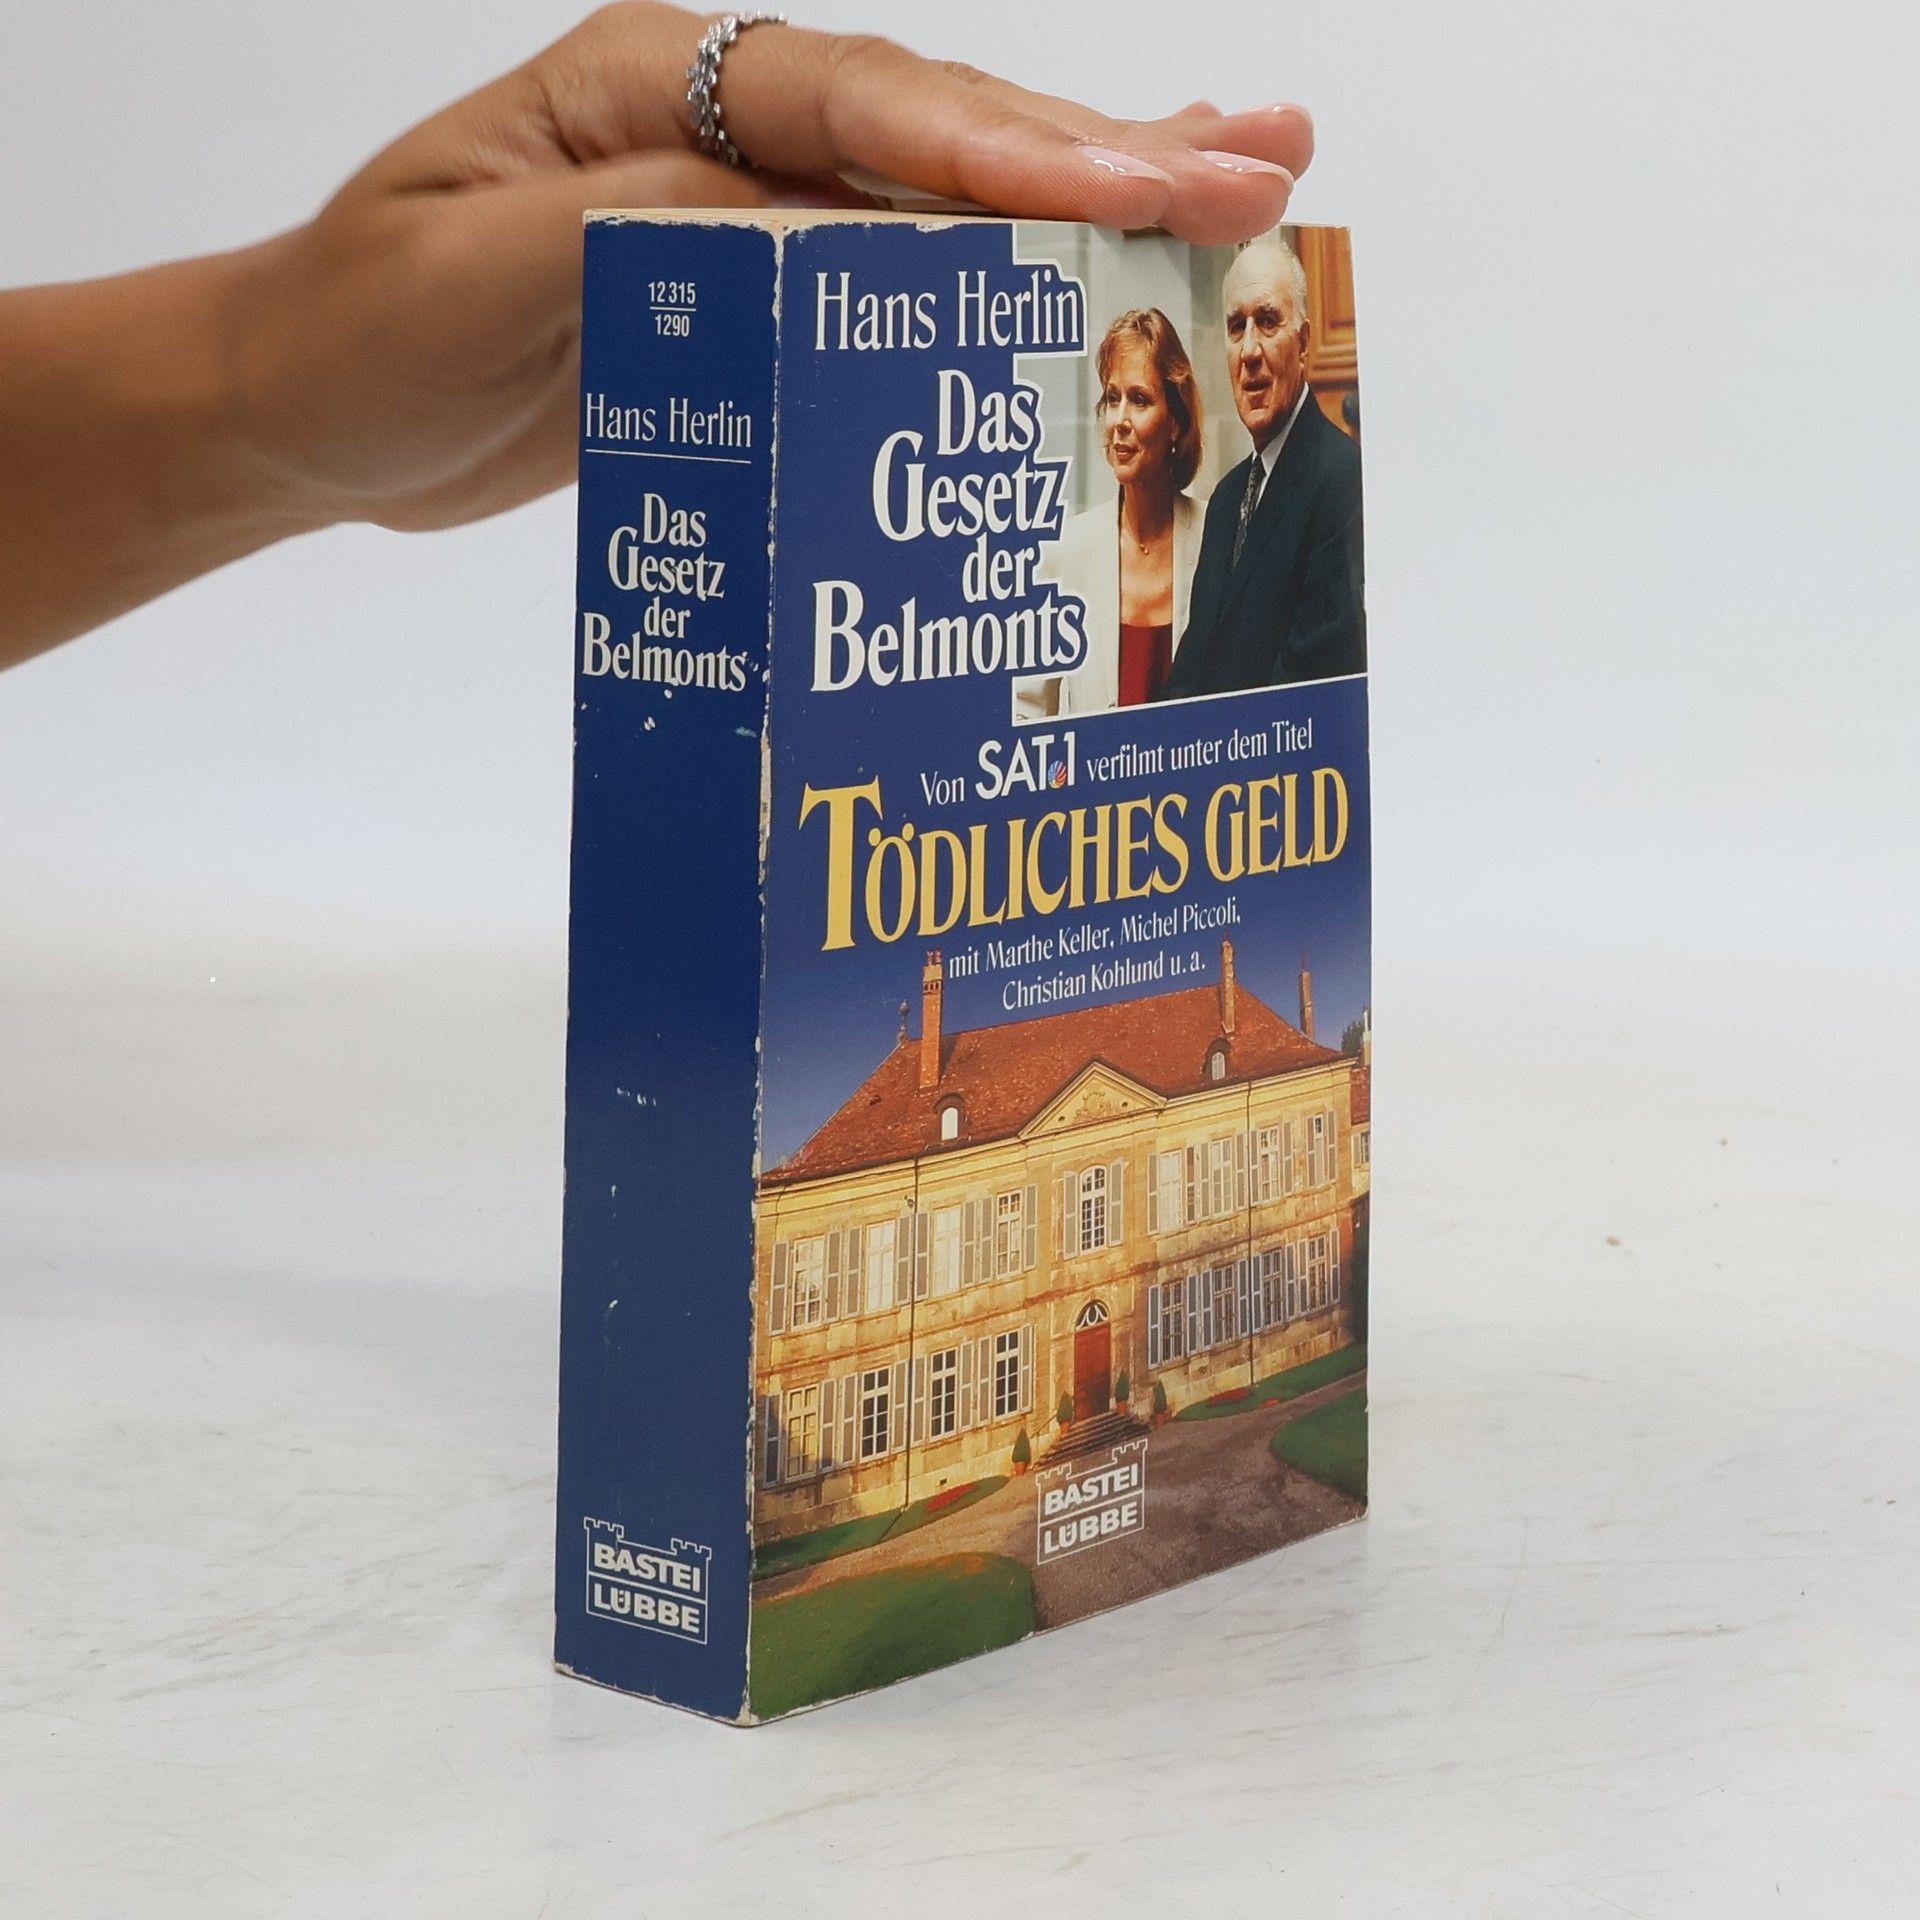 12 315
1290
Hans Herlin
Das
Gesetz
der
Belmonts
BASTEI
LÜBBE
Hans Herlin
Das
Gesetz
der
Belmonts
Von SAT.1 verfilmt unter dem Titel
TÖDLICHES GELD
mit Marthe Keller, Michel Piccoli,
Christian Kohlund u. a.
BASTEI
LÜBBE